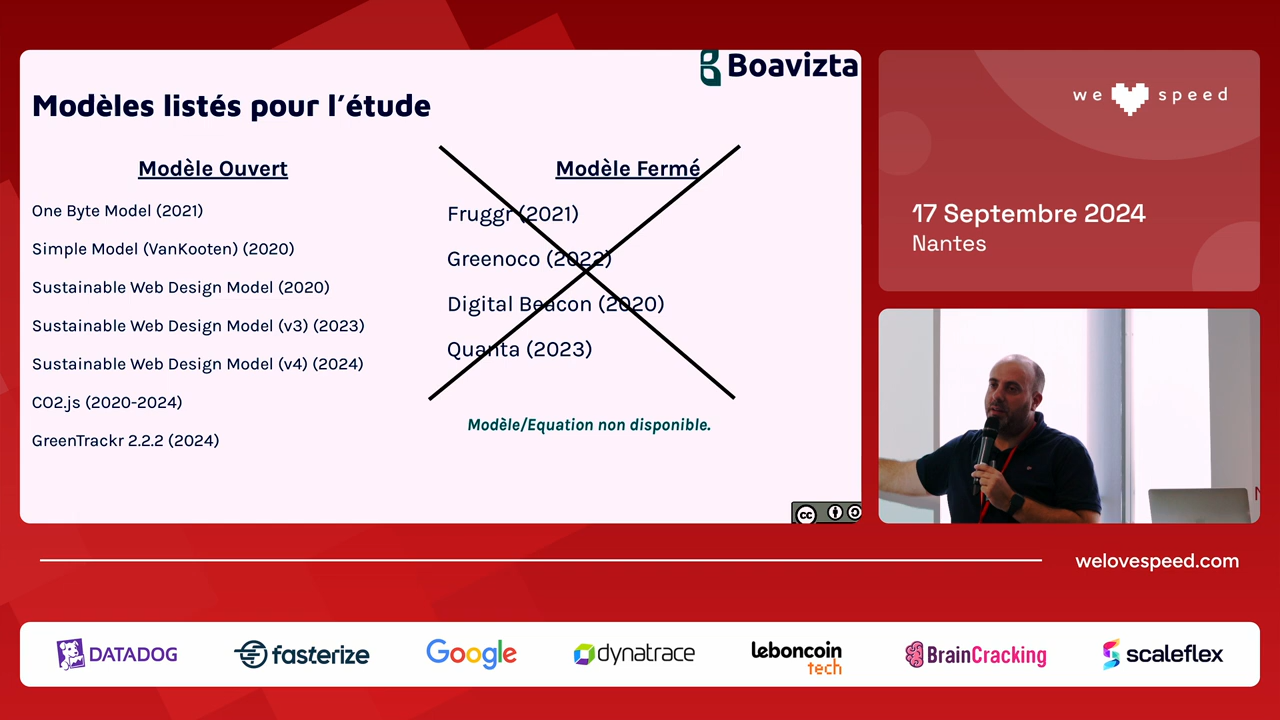 Boavizta
Modèles listés pour l’étude
Modèle Ouvert
One Byte Model (2021)
Simple Model (VanKooten) (2020)
Sustainable Web Design Model (2020)
Sustainable Web Design Model (v3) (2023)
Sustainable Web Design Model (v4) (2024)
CO2.js (2020-2024)
GreenTrackr 2.2.2 (2024)
Modèle Fermé
Fruggr (2021)
Greenoco (2022)
Digital Beacon (2020)
Quanta (2023)
Modèle/Equation non disponible.
cc
we speed
17 Septembre 2024
Nantes
welovespeed.com
DATADOG
fasterize
Google
dynatrace
leboncoin
tech
BrainCracking
scaleflex